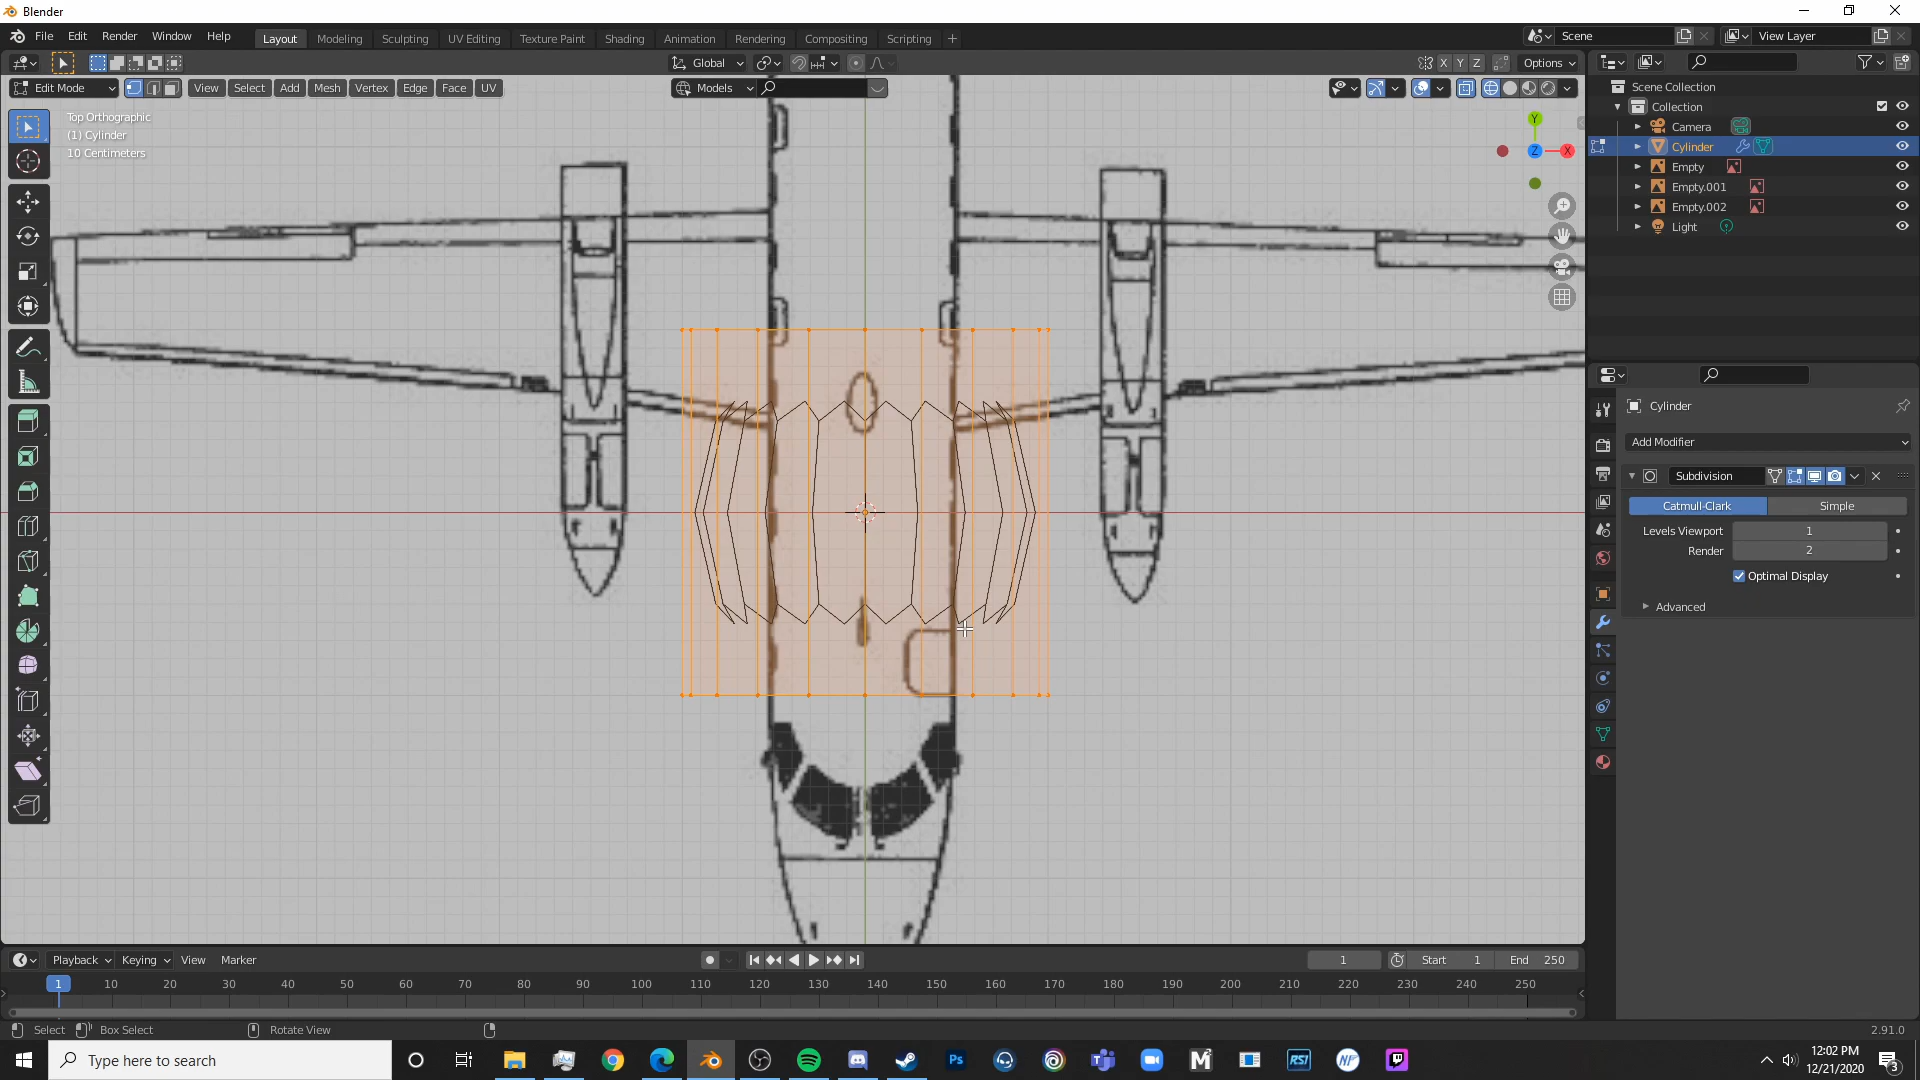 Blender
File Edit Render Window Help
Layout Modeling Sculpting UV Editing Texture Paint Shading Animation Rendering Compositing Scripting +
Scene View Layer
Global X Y Z Options
Edit Mode View Select Add Mesh Vertex Edge Face UV Models
Top Orthographic
(1) Cylinder
10 Centimeters
Y
Z X
Scene Collection
Collection
Camera
Cylinder
Empty
Empty.001
Empty.002
Light
Cylinder
Add Modifier
Subdivision
Catmull-Clark Simple
Levels Viewport 1
Render 2
Optimal Display
Advanced
Playback Keying View Marker 1 Start 1 End 250
1 10 20 30 40 50 60 70 80 90 100 110 120 130 140 150 160 170 180 190 200 210 220 230 240 250
Select Box Select Rotate View 2.91.0
Type here to search
Ps M RSI NF
12:02 PM
12/21/2020
3